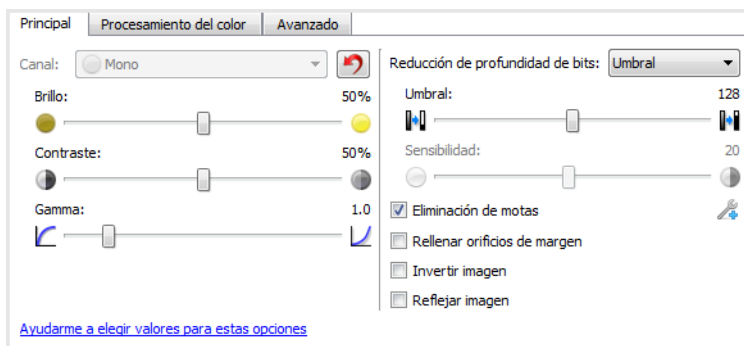 Principal
Procesamiento del color
Avanzado
Canal: Mono
Brillo: 50%
Contraste: 50%
Gamma: 1.0
Ayudarme a elegir valores para estas opciones
Reducción de profundidad de bits: Umbral
Umbral: 128
Sensibilidad: 20
Eliminación de motas
Rellenar orificios de margen
Invertir imagen
Reflejar imagen